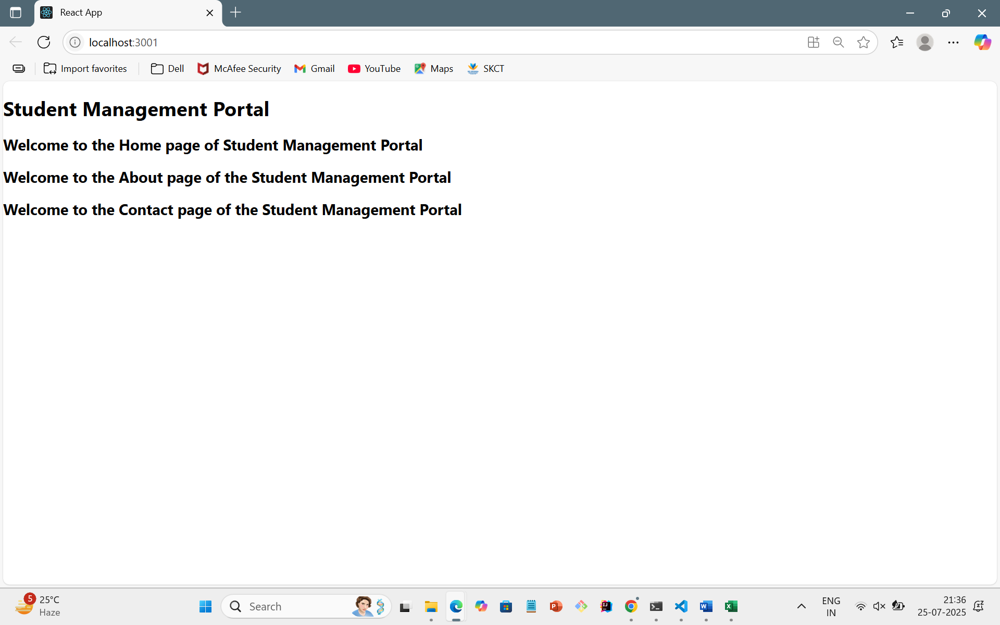 React App
localhost:3001
Import favorites
Dell
McAfee Security
Gmail
YouTube
Maps
SKCT
Student Management Portal
Welcome to the Home page of Student Management Portal
Welcome to the About page of the Student Management Portal
Welcome to the Contact page of the Student Management Portal
5
25°C
Haze
Search
ENG
IN
21:36
25-07-2025